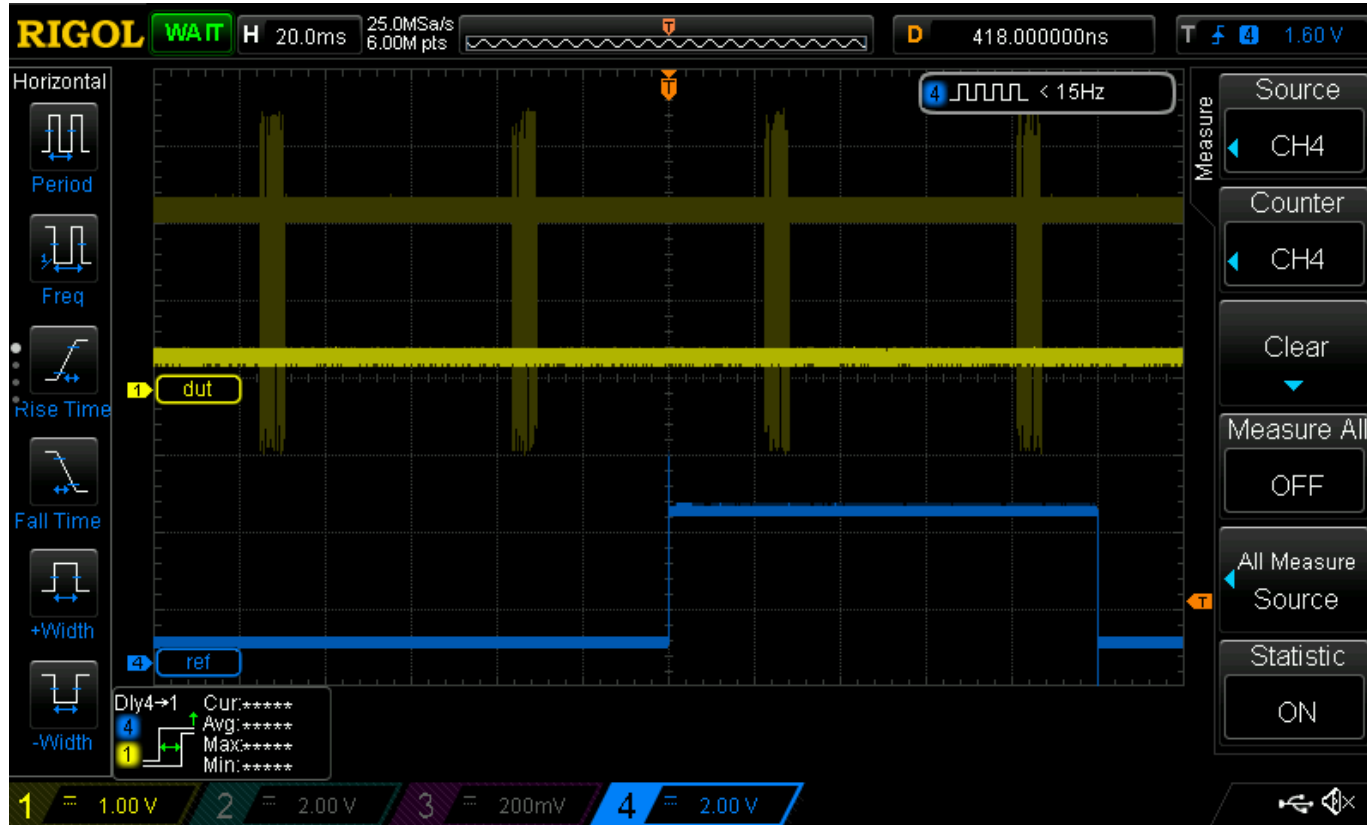 RIGOL WAIT H 20.0ms 25.0MSa/s 6.00M pts T D 418.000000ns T 4 1.60 V
Horizontal
Period
Freq
Rise Time
Fall Time
+Width
-Width
T
4 < 15Hz
1 dut
T
4 ref
Dly4→1
4
1
Cur:*****
Avg:*****
Max:*****
Min:*****
Measure
Source
CH4
Counter
CH4
Clear
Measure All
OFF
All Measure
Source
Statistic
ON
1 1.00 V 2 2.00 V 3 200mV 4 2.00 V